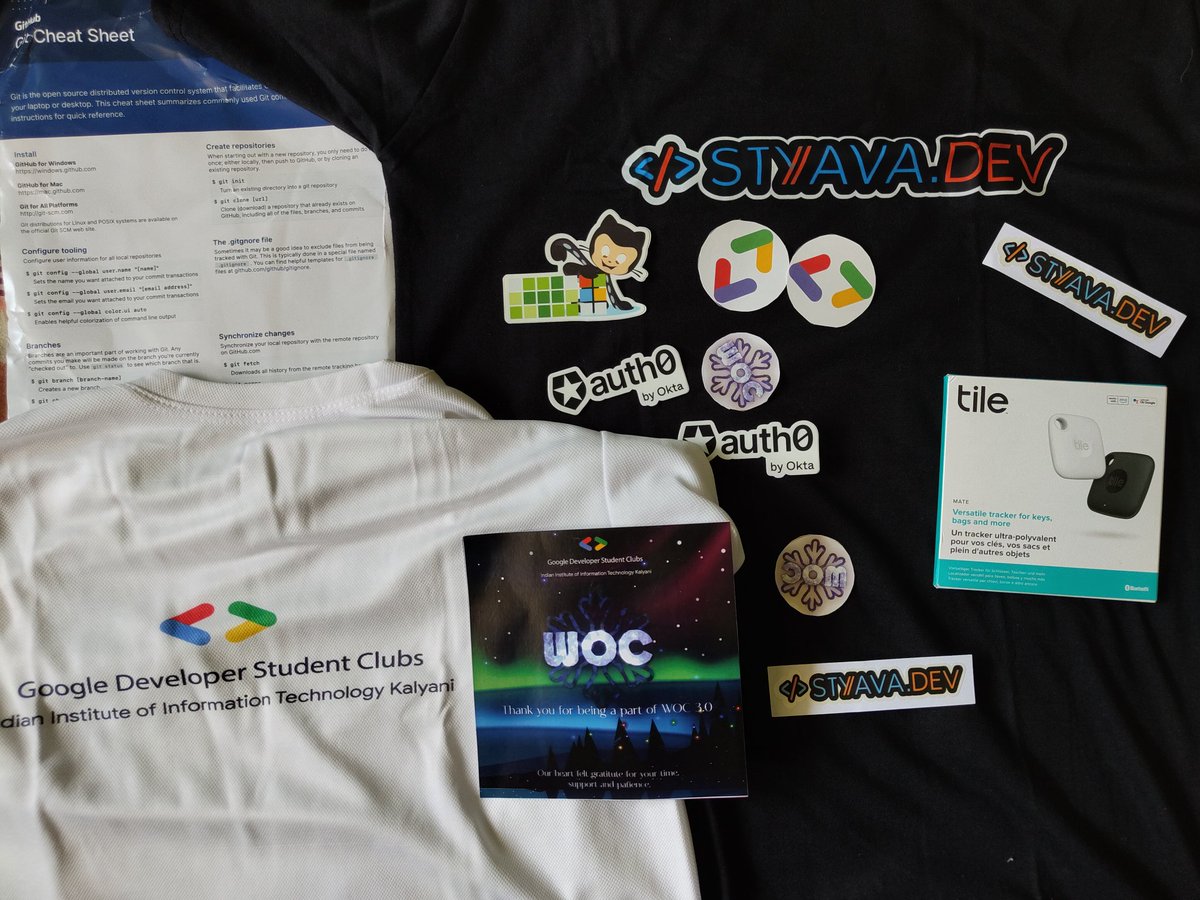 GitHub
Git Cheat Sheet
Git is the open source distributed version control system that facilitates
your laptop or desktop. This cheat sheet summarizes commonly used Git
instructions for quick reference.
Install
GitHub for Windows
https://windows.github.com
GitHub for Mac
https://mac.github.com
Git for All Platforms
http://git-scm.com
Git distributions for Linux and POSIX systems are available on
the official Git SCM web site.
Configure tooling
Configure user information for all local repositories
$ git config --global user.name "[name]"
Sets the name you want attached to your commit transactions
$ git config --global user.email "[email address]"
Sets the email you want attached to your commit transactions
$ git config --global color.ui auto
Enables helpful colorization of command line output
Branches
Branches are an important part of working with Git. Any
commits you make will be made on the branch you're currently
"checked out" to. Use git status to see which branch that is.
$ git branch [branch-name]
Creates a new branch
Create repositories
When starting out with a new repository, you only need to do
once; either locally, then push to GitHub, or by cloning an
existing repository.
$ git init
Turn an existing directory into a git repository
$ git clone [url]
Clone (download) a repository that already exists on
GitHub, including all of the files, branches, and commits.
The .gitignore file
Sometimes it may be a good idea to exclude files from being
tracked with Git. This is typically done in a special file named
.gitignore. You can find helpful templates for .gitignore
files at github.com/github/gitignore.
Synchronize changes
Synchronize your local repository with the remote repository
on GitHub.com
$ git fetch
Downloads all history from the remote tracking
</> STYAVA.DEV
</> STYAVA.DEV
auth0
by Okta
WOC
auth0
by Okta
tile
MATE
Versatile tracker for keys,
bags and more
Un tracker ultra-polyvalent
pour vos clés, vos sacs et
plein d'autres objets
Bluetooth
tile
tile
WOC
</> STYAVA.DEV
Google Developer Student Clubs
dian Institute of Information Technology Kalyani
Google Developer Student Clubs
Indian Institute of Information Technology Kalyani
WOC
Thank you for being a part of WOC 3.0
Our heart felt gratitude for your time,
support and patience.